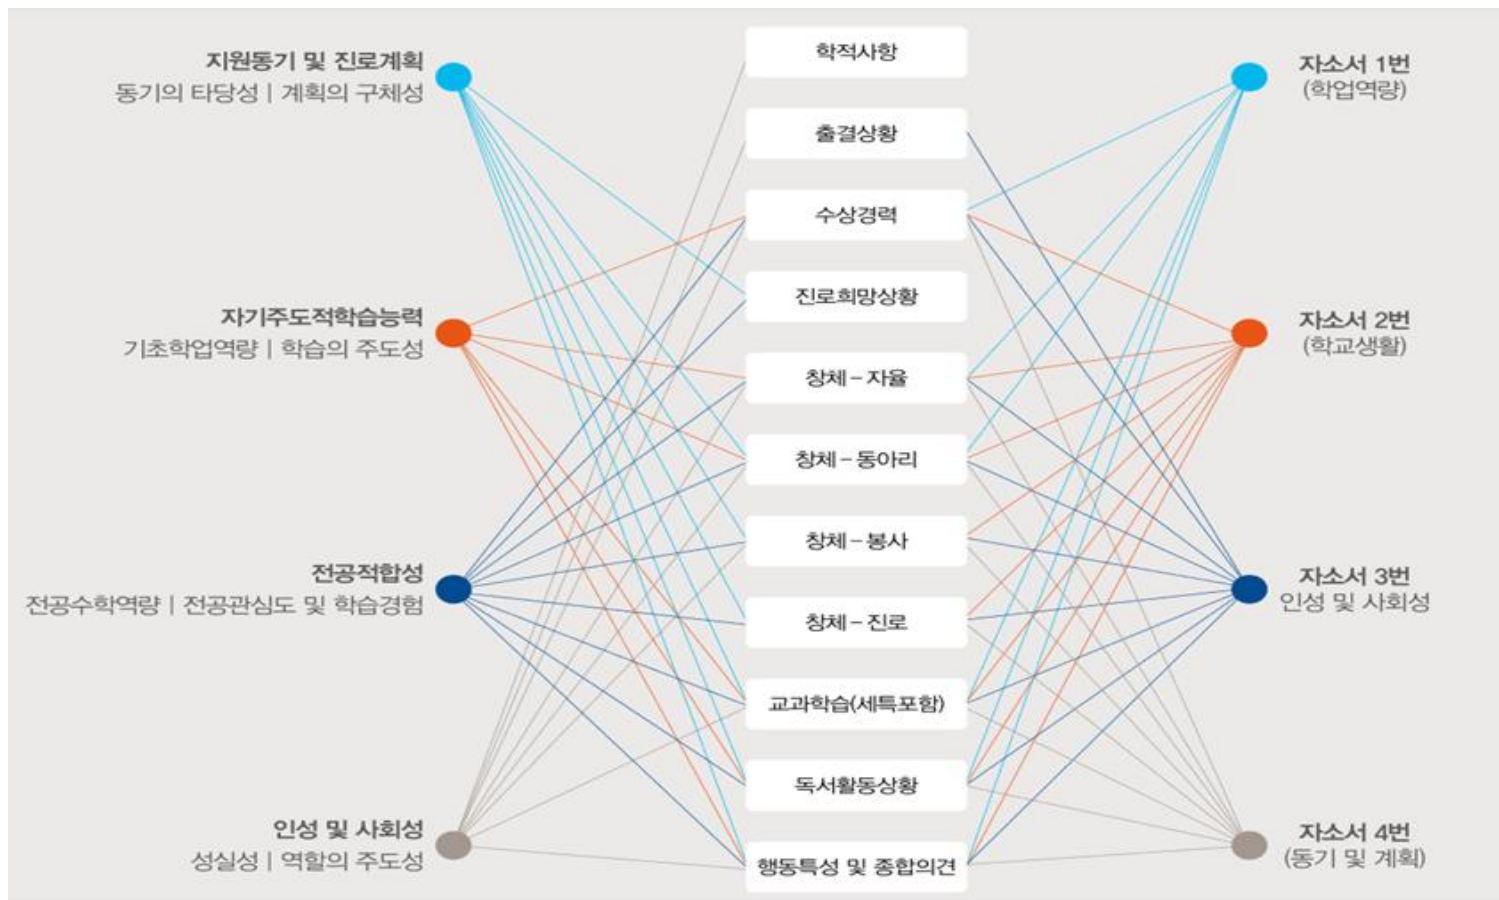 지원동기 및 진로계획
동기의 타당성 | 계획의 구체성
자기주도적학습능력
기초학업역량 | 학습의 주도성
전공적합성
전공수학역량 | 전공관심도 및 학습경험
인성 및 사회성
성실성 | 역할의 주도성
학적사항
출결상황
수상경력
진로희망상황
창체 – 자율
창체 – 동아리
창체 – 봉사
창체 – 진로
교과학습(세특포함)
독서활동상황
행동특성 및 종합의견
자소서 1번
(학업역량)
자소서 2번
(학교생활)
자소서 3번
인성 및 사회성
자소서 4번
(동기 및 계획)